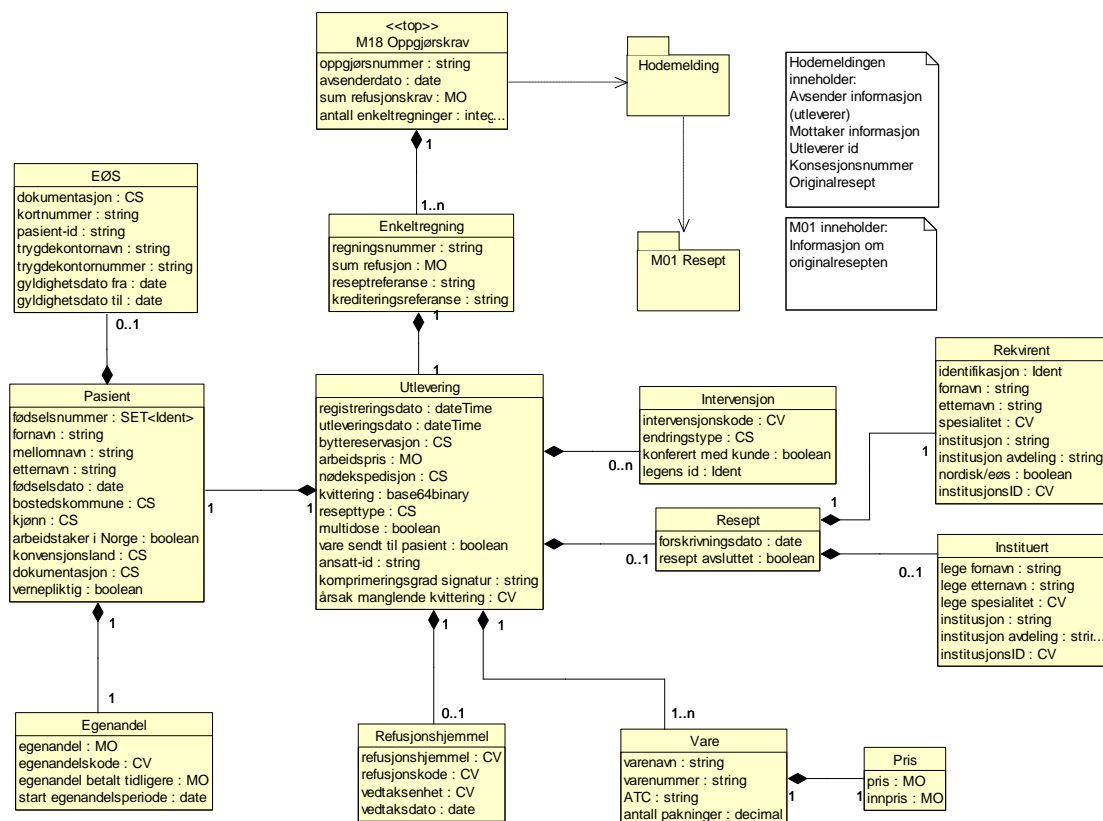 <<top>>
M18 Oppgjørskrav
oppgjørsnummer : string
avsenderdato : date
sum refusjonskrav : MO
antall enkeltregninger : integ...
1
1..n
Hodemelding
M01 Resept
Hodemeldingen
inneholder:
Avsender informasjon
(utleverer)
Mottaker informasjon
Utleverer id
Konsesjonsnummer
Originalresept
M01 inneholder:
Informasjon om
originalresepten
EØS
dokumentasjon : CS
kortnummer : string
pasient-id : string
trygdekontornavn : string
trygdekontornummer : string
gyldighetsdato fra : date
gyldighetsdato til : date
0..1
Enkeltregning
regningsnummer : string
sum refusjon : MO
reseptreferanse : string
krediteringsreferanse : string
1
1
Pasient
fødselsnummer : SET<Ident>
fornavn : string
mellomnavn : string
etternavn : string
fødselsdato : date
bostedskommune : CS
kjønn : CS
arbeidstaker i Norge : boolean
konvensjonsland : CS
dokumentasjon : CS
vernepliktig : boolean
1
1
1
1
Utlevering
registreringsdato : dateTime
utleveringsdato : dateTime
byttereservasjon : CS
arbeidspris : MO
nødekspedisjon : CS
kvittering : base64binary
resepttype : CS
multidose : boolean
vare sendt til pasient : boolean
ansatt-id : string
komprimeringsgrad signatur : string
årsak manglende kvittering : CV
1
1
0..1
1..n
Intervensjon
intervensjonskode : CV
endringstype : CS
konferert med kunde : boolean
legens id : Ident
0..n
Resept
forskrivningsdato : date
resept avsluttet : boolean
0..1
1
1
0..1
Rekvirent
identifikasjon : Ident
fornavn : string
etternavn : string
spesialitet : CV
institusjon : string
institusjon avdeling : string
nordisk/eøs : boolean
institusjonsID : CV
Instituert
lege fornavn : string
lege etternavn : string
lege spesialitet : CV
institusjon : string
institusjon avdeling : strir...
institusjonsID : CV
Egenandel
egenandel : MO
egenandelskode : CV
egenandel betalt tidligere : MO
start egenandelsperiode : date
Refusjonshjemmel
refusjonshjemmel : CV
refusjonskode : CV
vedtaksenhet : CV
vedtaksdato : date
Vare
varenavn : string
varenummer : string
ATC : string
antall pakninger : decimal
1
1
Pris
pris : MO
innpris : MO